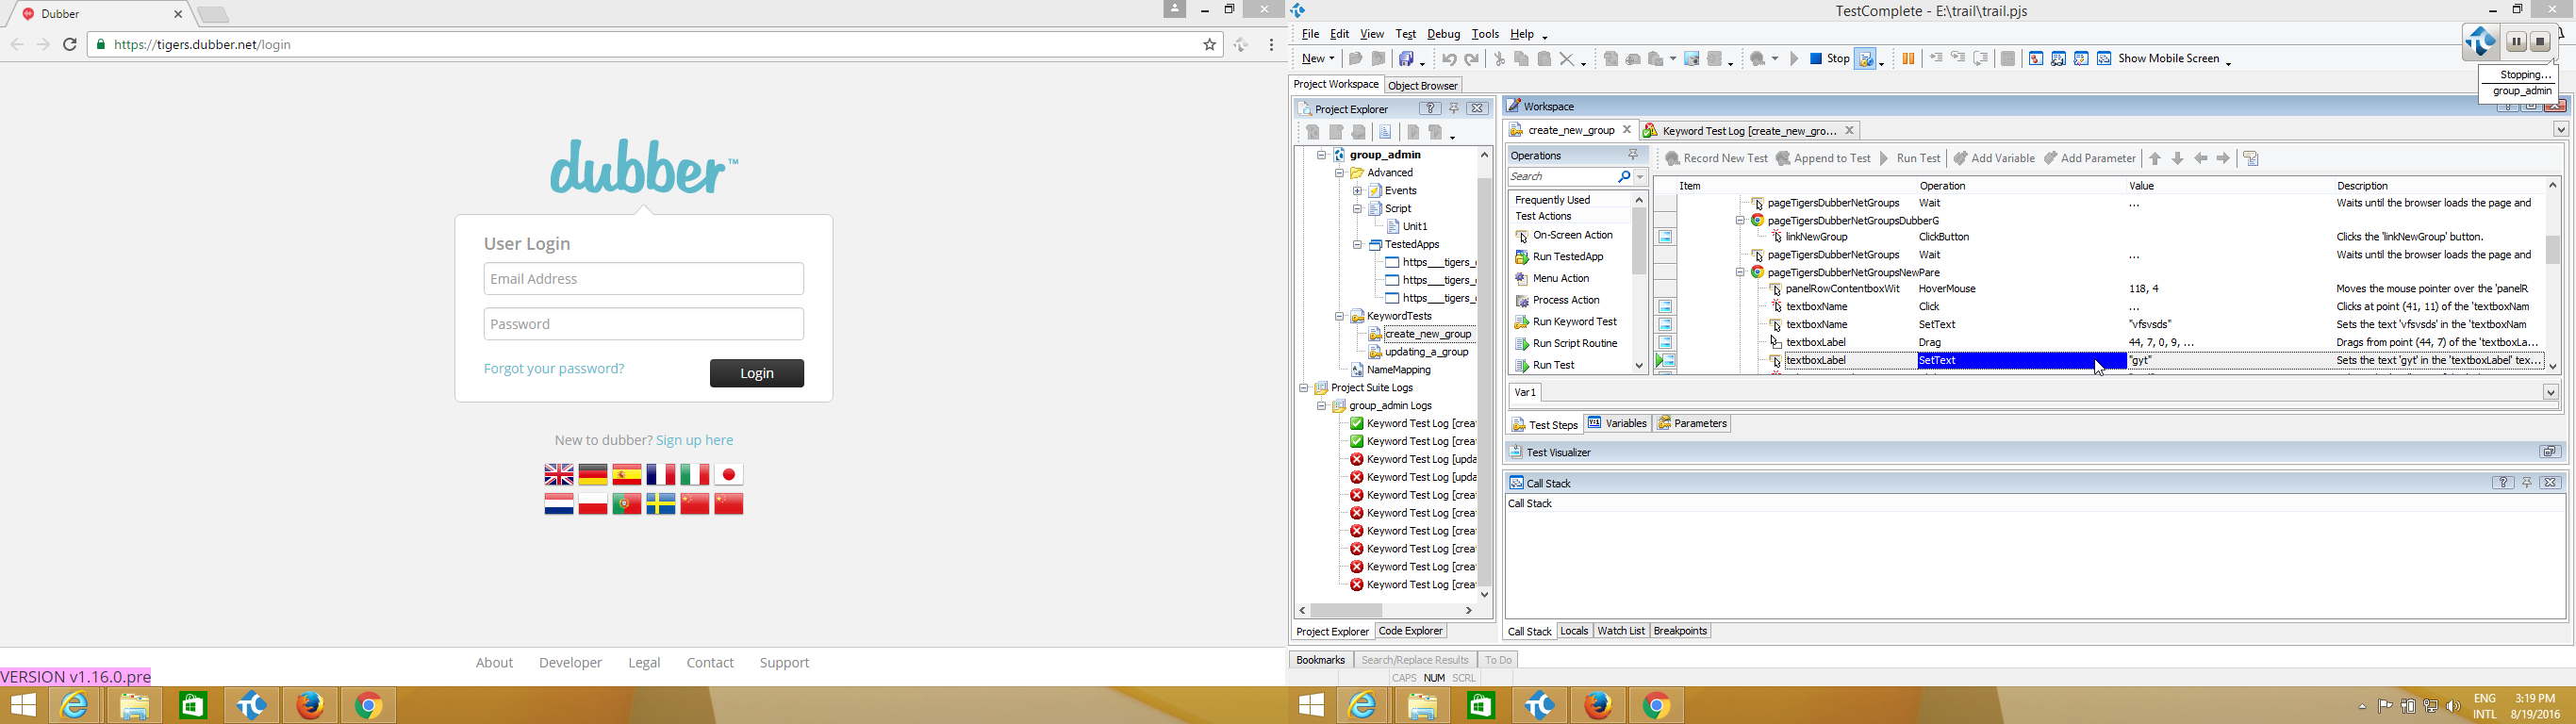 Dubber
https://tigers.dubber.net/login
dubber™
User Login
Email Address
Password
Forgot your password?
Login
New to dubber? Sign up here
About Developer Legal Contact Support
VERSION v1.16.0.pre
TestComplete - E:\trail\trail.pjs
File Edit View Test Debug Tools Help
New Stop Show Mobile Screen
Stopping...
group_admin
Project Workspace Object Browser
Project Explorer
group_admin
Advanced
Events
Script
Unit1
TestedApps
https___tigers_
https___tigers_
https___tigers_
KeywordTests
create_new_group
updating_a_group
NameMapping
Project Suite Logs
group_admin Logs
Keyword Test Log [crea
Keyword Test Log [crea
Keyword Test Log [upda
Keyword Test Log [upda
Keyword Test Log [crea
Keyword Test Log [crea
Keyword Test Log [crea
Keyword Test Log [crea
Keyword Test Log [crea
Keyword Test Log [crea
Project Explorer Code Explorer
Workspace
create_new_group Keyword Test Log [create_new_gro...
Operations
Search
Frequently Used
Test Actions
On-Screen Action
Run TestedApp
Menu Action
Process Action
Run Keyword Test
Run Script Routine
Run Test
Record New Test Append to Test Run Test Add Variable Add Parameter
Item Operation Value Description
pageTigersDubberNetGroups Wait ... Waits until the browser loads the page and
pageTigersDubberNetGroupsDubberG
linkNewGroup ClickButton Clicks the 'linkNewGroup' button.
pageTigersDubberNetGroups Wait ... Waits until the browser loads the page and
pageTigersDubberNetGroupsNewPare
panelRowContentboxWit HoverMouse 118, 4 Moves the mouse pointer over the 'panelR
textboxName Click ... Clicks at point (41, 11) of the 'textboxNam
textboxName SetText "vfsvsds" Sets the text 'vfsvsds' in the 'textboxNam
textboxLabel Drag 44, 7, 0, 9, ... Drags from point (44, 7) of the 'textboxLa...
textboxLabel SetText "gyt" Sets the text 'gyt' in the 'textboxLabel' tex...
Var1
Test Steps Variables Parameters
Test Visualizer
Call Stack
Call Stack
Call Stack Locals Watch List Breakpoints
Bookmarks Search/Replace Results To Do
CAPS NUM SCRL
ENG
INTL
3:19 PM
8/19/2016